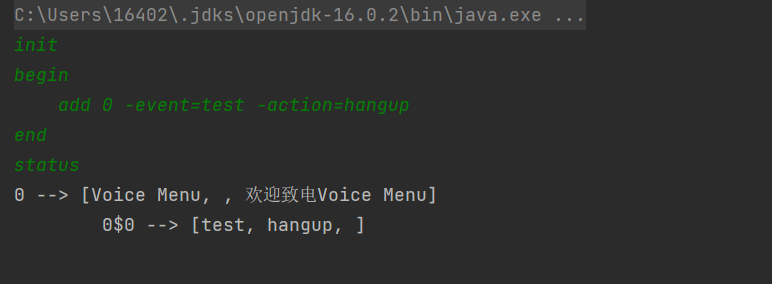 C:\Users\16402\.jdks\openjdk-16.0.2\bin\java.exe ...
init
begin
    add 0 -event=test -action=hangup
end
status
0 --> [Voice Menu, , 欢迎致电Voice Menu]
        0$0 --> [test, hangup, ]